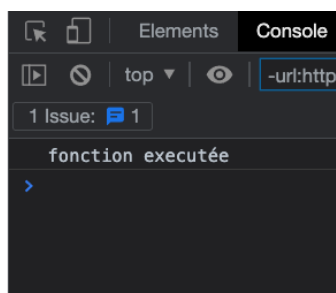 Elements Console
top ▼ -url:http
1 Issue: 1
fonction executée
>